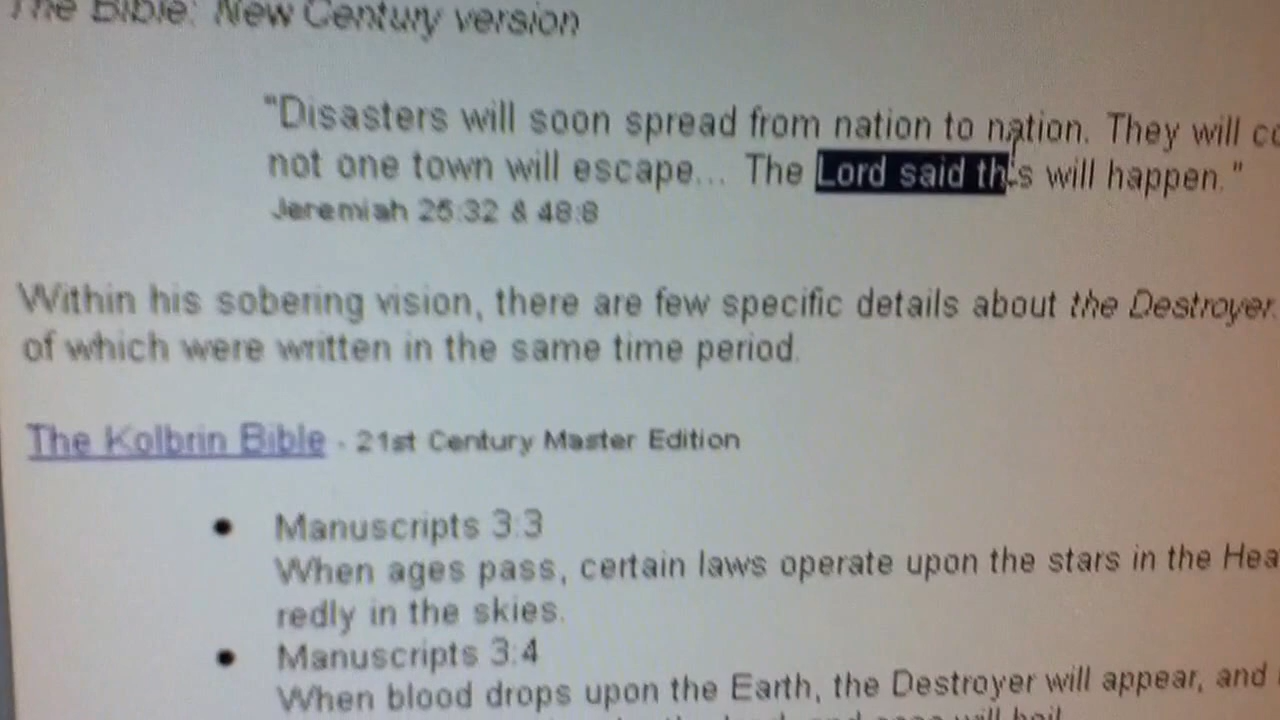 The Bible: New Century version
"Disasters will soon spread from nation to nation. They will
not one town will escape... The Lord said this will happen."
Jeremiah 25:32 & 48:8
Within his sobering vision, there are few specific details about the Destroyer.
of which were written in the same time period.
The Kolbrin Bible - 21st Century Master Edition
• Manuscripts 3:3
When ages pass, certain laws operate upon the stars in the
redly in the skies.
• Manuscripts 3:4
When blood drops upon the Earth, the Destroyer will appear, and
and seas will boil